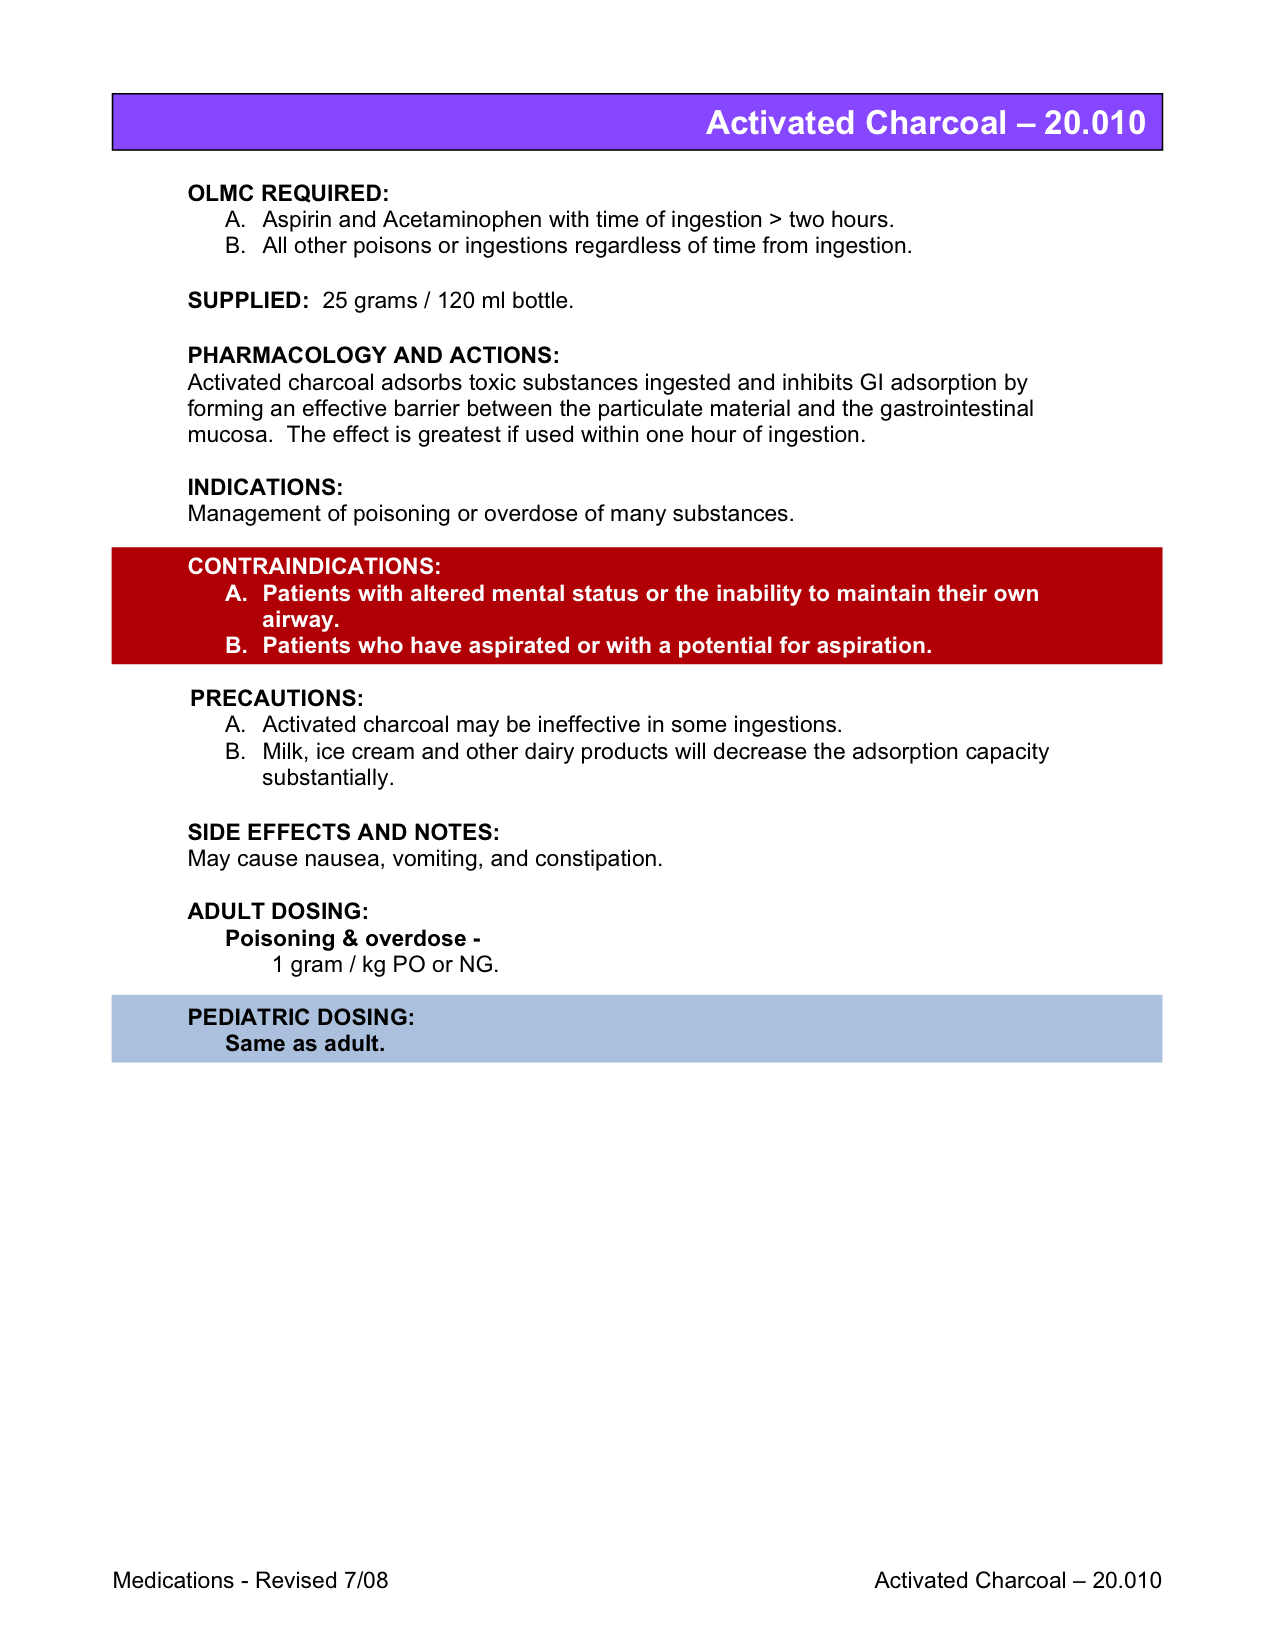 Activated Charcoal – 20.010
OLMC REQUIRED:
A. Aspirin and Acetaminophen with time of ingestion > two hours.
B. All other poisons or ingestions regardless of time from ingestion.
SUPPLIED: 25 grams / 120 ml bottle.
PHARMACOLOGY AND ACTIONS:
Activated charcoal adsorbs toxic substances ingested and inhibits GI adsorption by
forming an effective barrier between the particulate material and the gastrointestinal
mucosa. The effect is greatest if used within one hour of ingestion.
INDICATIONS:
Management of poisoning or overdose of many substances.
CONTRAINDICATIONS:
A. Patients with altered mental status or the inability to maintain their own
airway.
B. Patients who have aspirated or with a potential for aspiration.
PRECAUTIONS:
A. Activated charcoal may be ineffective in some ingestions.
B. Milk, ice cream and other dairy products will decrease the adsorption capacity
substantially.
SIDE EFFECTS AND NOTES:
May cause nausea, vomiting, and constipation.
ADULT DOSING:
Poisoning & overdose -
1 gram / kg PO or NG.
PEDIATRIC DOSING:
Same as adult.
Medications - Revised 7/08 Activated Charcoal – 20.010